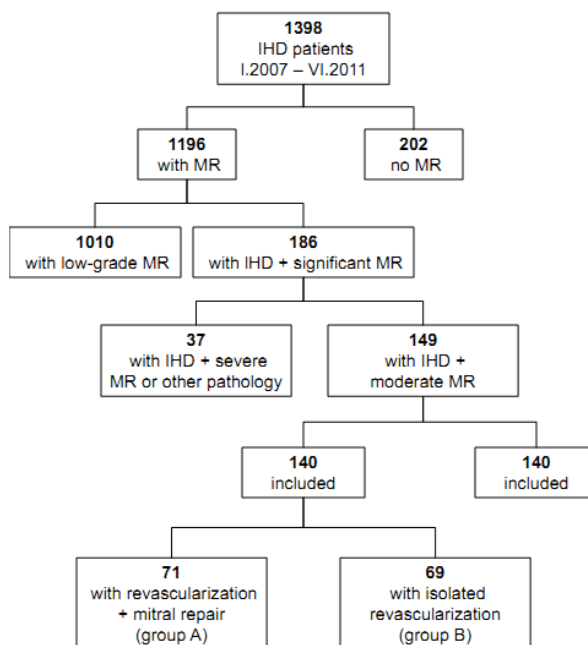 1398
IHD patients
I.2007 – VI.2011
1196
with MR
202
no MR
1010
with low-grade MR
186
with IHD + significant MR
37
with IHD + severe
MR or other pathology
149
with IHD +
moderate MR
140
included
140
included
71
with revascularization
+ mitral repair
(group A)
69
with isolated
revascularization
(group B)